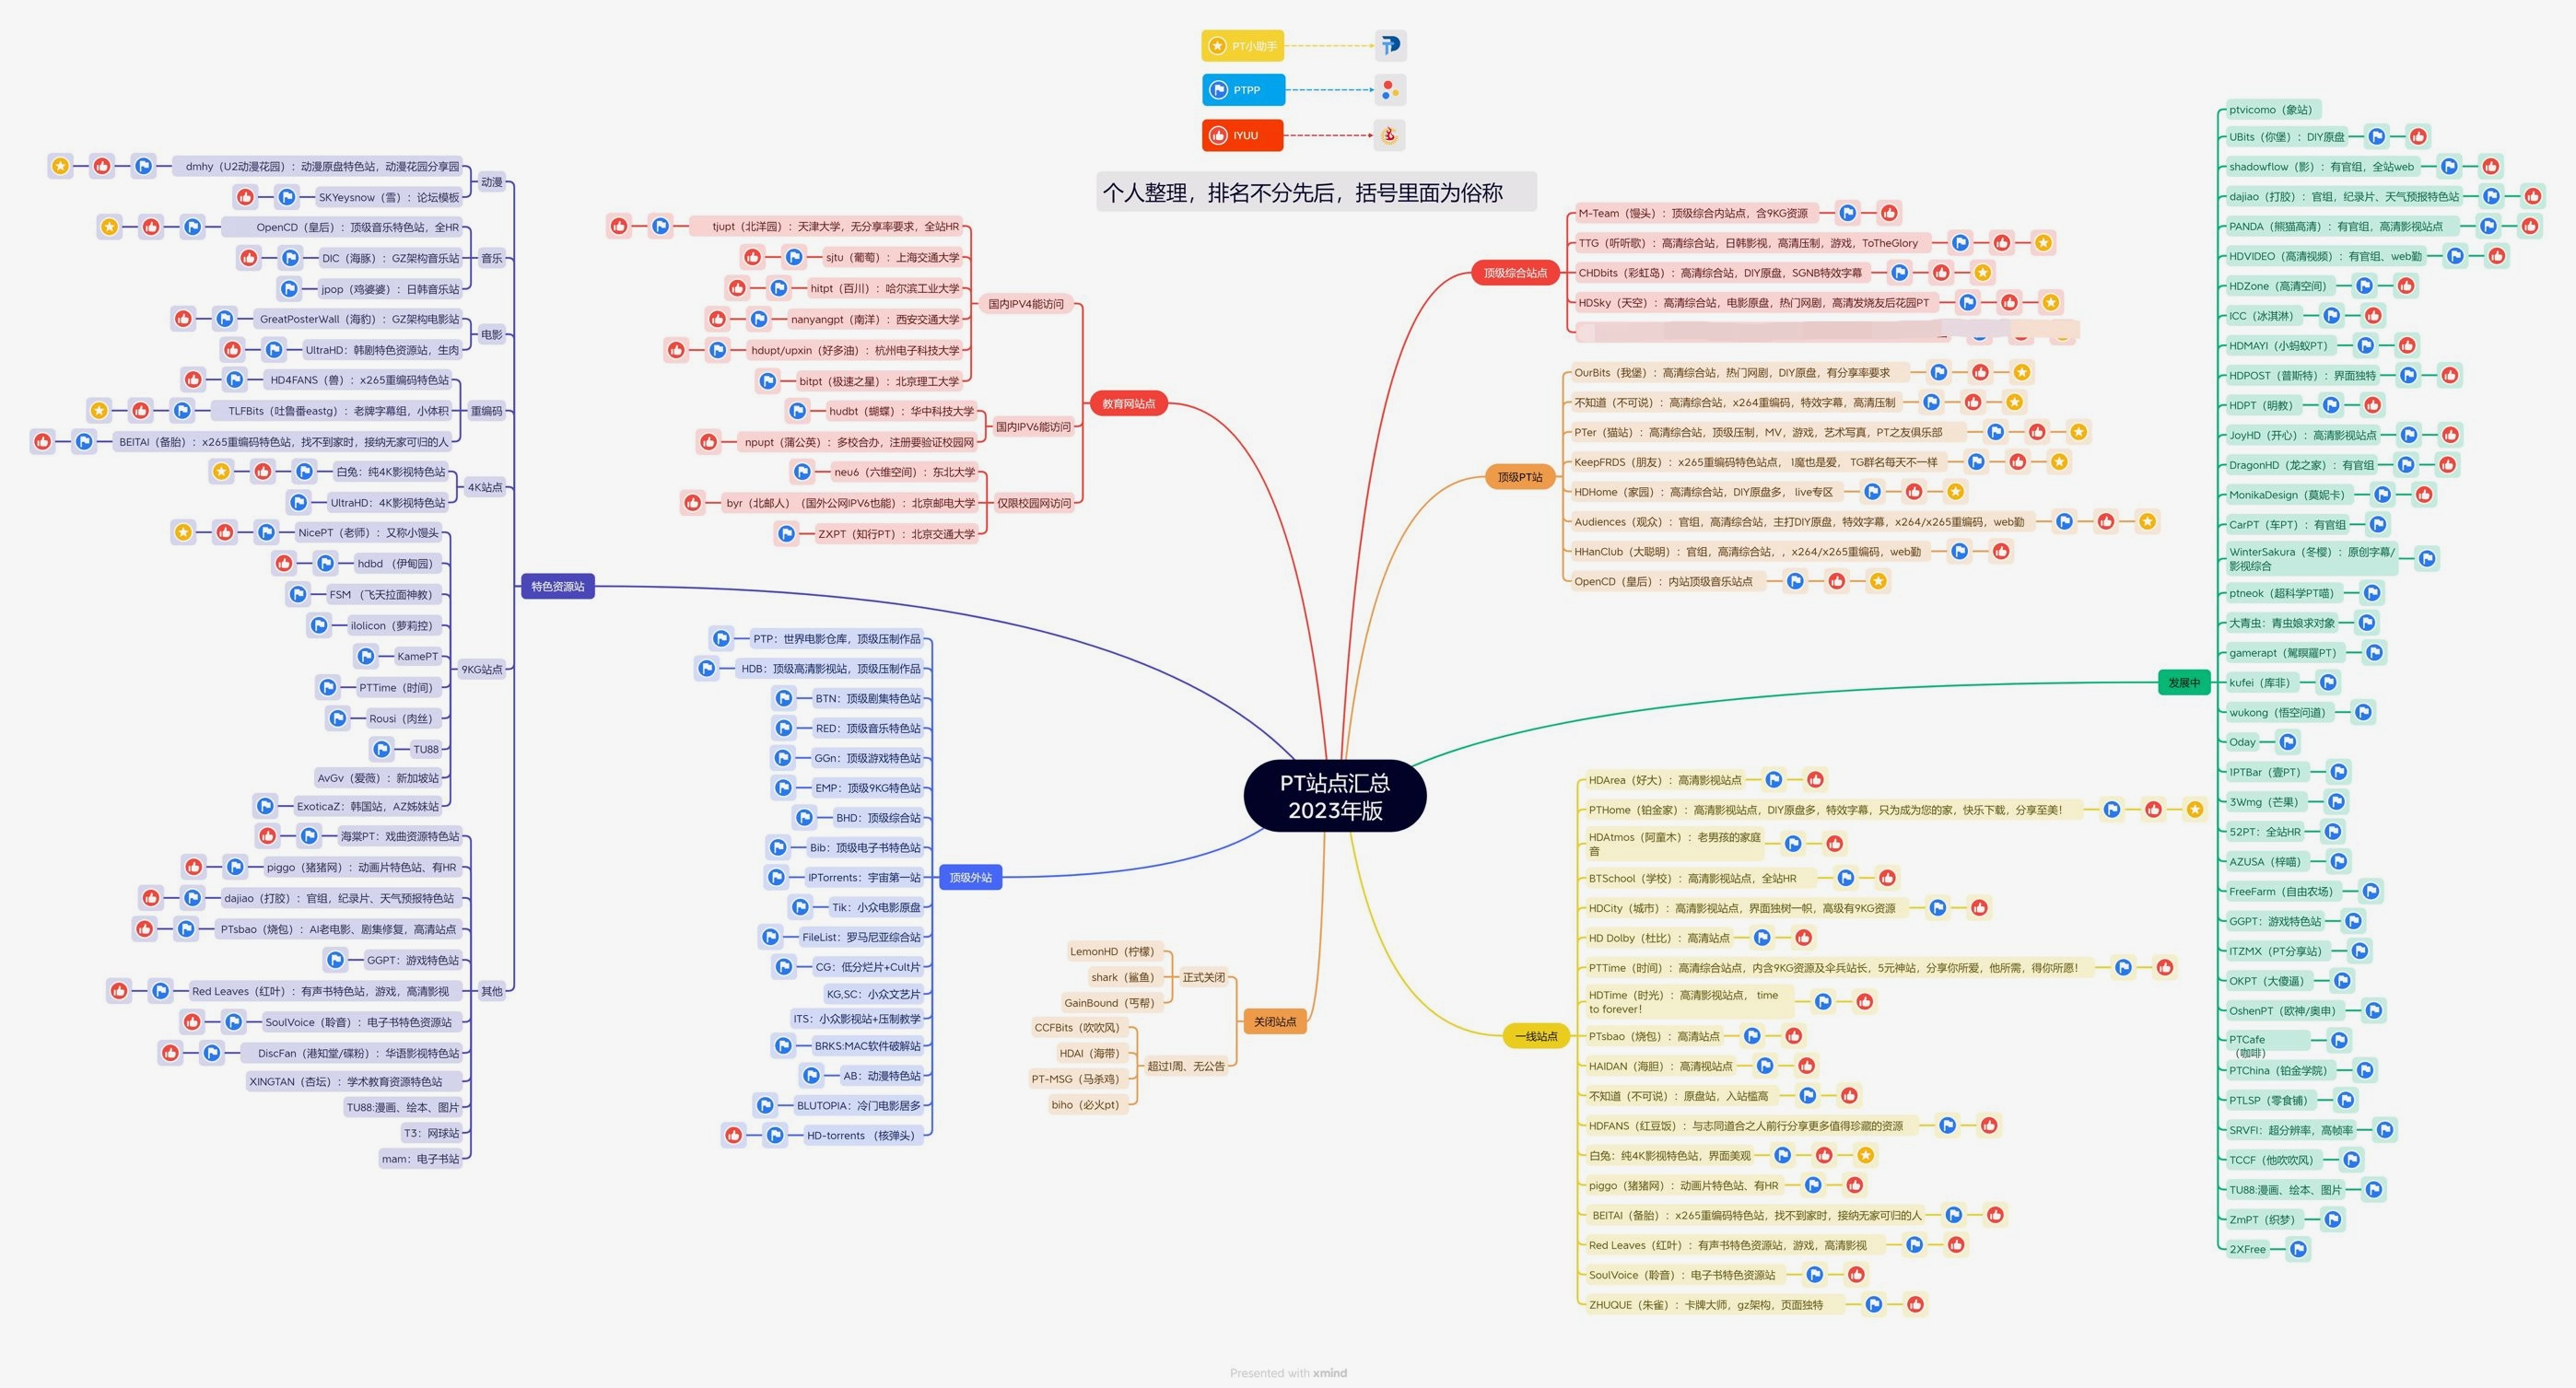 PT小助手
PTPP
IYUU
个人整理，排名不分先后，括号里面为俗称
PT站点汇总
2023年版
顶级综合站点
M-Team（馒头）：顶级综合内站点，含9KG资源
TTG（听听歌）：高清综合站，日韩影视，高清压制，游戏，ToTheGlory
CHDbits（彩虹岛）：高清综合站，DIY原盘，SGNB特效字幕
HDSky（天空）：高清综合站，电影原盘，热门网剧，高清发烧友后花园PT
顶级PT站
OurBits（我堡）：高清综合站，热门网剧，DIY原盘，有分享率要求
不知道（不可说）：高清综合站，x264重编码，特效字幕，高清压制
PTer（猫站）：高清综合站，顶级压制，MV，游戏，艺术写真，PT之友俱乐部
KeepFRDS（朋友）：x265重编码特色站点， 1魔也是爱， TG群名每天不一样
HDHome（家园）：高清综合站，DIY原盘多， live专区
Audiences（观众）：官组，高清综合站，主打DIY原盘，特效字幕，x264/x265重编码，web勤
HHanClub（大聪明）：官组，高清综合站，，x264/x265重编码，web勤
OpenCD（皇后）：内站顶级音乐站点
发展中
ptvicomo（象站）
UBits（你堡）：DIY原盘
shadowflow（影）：有官组，全站web
dajiao（打胶）：官组，纪录片、天气预报特色站
PANDA（熊猫高清）：有官组，高清影视站点
HDVIDEO（高清视频）：有官组、web勤
HDZone（高清空间）
ICC（冰淇淋）
HDMAYI（小蚂蚁PT）
HDPOST（普斯特）：界面独特
HDPT（明教）
JoyHD（开心）：高清影视站点
DragonHD（龙之家）：有官组
MonikaDesign（莫妮卡）
CarPT（车PT）：有官组
WinterSakura（冬樱）：原创字幕/
影视综合
ptneok（超科学PT喵）
大青虫：青虫娘求对象
gamerapt（駕瞑羅PT）
kufei（库非）
wukong（悟空问道）
Oday
1PTBar（壹PT）
3Wmg（芒果）
52PT：全站HR
AZUSA（梓喵）
FreeFarm（自由农场）
GGPT：游戏特色站
ITZMX（PT分享站）
OKPT（大傻逼）
OshenPT（欧神/奥申）
PTCafe
（咖啡）
PTChina（铂金学院）
PTLSP（零食铺）
SRVFI：超分辨率，高帧率
TCCF（他吹吹风）
TU88:漫画、绘本、图片
ZmPT（织梦）
2XFree
一线站点
HDArea（好大）：高清影视站点
PTHome（铂金家）：高清影视站点，DIY原盘多，特效字幕，只为成为您的家，快乐下载，分享至美！
HDAtmos（阿童木）：老男孩的家庭
音
BTSchool（学校）：高清影视站点，全站HR
HDCity（城市）：高清影视站点，界面独树一帜，高级有9KG资源
HD Dolby（杜比）：高清站点
PTTime（时间）：高清综合站点，内含9KG资源及伞兵站长，5元神站，分享你所爱，他所需，得你所愿！
HDTime（时光）：高清影视站点， time
to forever！
PTsbao（烧包）：高清站点
HAIDAN（海胆）：高清视站点
不知道（不可说）：原盘站，入站槛高
HDFANS（红豆饭）：与志同道合之人前行分享更多值得珍藏的资源
白兔：纯4K影视特色站，界面美观
piggo（猪猪网）：动画片特色站、有HR
BEITAI（备胎）：x265重编码特色站，找不到家时，接纳无家可归的人
Red Leaves（红叶）：有声书特色资源站，游戏，高清影视
SoulVoice（聆音）：电子书特色资源站
ZHUQUE（朱雀）：卡牌大师，gz架构，页面独特
关闭站点
正式关闭
LemonHD（柠檬）
shark（鲨鱼）
GainBound（丐帮）
超过1周、无公告
CCFBits（吹吹风）
HDAI（海带）
PT-MSG（马杀鸡）
biho（必火pt）
顶级外站
PTP：世界电影仓库，顶级压制作品
HDB：顶级高清影视站，顶级压制作品
BTN：顶级剧集特色站
RED：顶级音乐特色站
GGn：顶级游戏特色站
EMP：顶级9KG特色站
BHD：顶级综合站
Bib：顶级电子书特色站
IPTorrents：宇宙第一站
Tik：小众电影原盘
FileList：罗马尼亚综合站
CG：低分烂片+Cult片
KG,SC：小众文艺片
ITS：小众影视站+压制教学
BRKS:MAC软件破解站
AB：动漫特色站
BLUTOPIA：冷门电影居多
HD-torrents （核弹头）
教育网站点
国内IPV4能访问
tjupt（北洋园）：天津大学，无分享率要求，全站HR
sjtu（葡萄）：上海交通大学
hitpt（百川）：哈尔滨工业大学
nanyangpt（南洋）：西安交通大学
hdupt/upxin（好多油）：杭州电子科技大学
bitpt（极速之星）：北京理工大学
国内IPV6能访问
hudbt（蝴蝶）：华中科技大学
npupt（蒲公英）：多校合办，注册要验证校园网
仅限校园网访问
neu6（六维空间）：东北大学
byr（北邮人）（国外公网IPV6也能）：北京邮电大学
ZXPT（知行PT）：北京交通大学
特色资源站
动漫
dmhy（U2动漫花园）：动漫原盘特色站，动漫花园分享园
SKYeysnow（雪）：论坛模板
音乐
OpenCD（皇后）：顶级音乐特色站，全HR
DIC（海豚）：GZ架构音乐站
jpop（鸡婆婆）：日韩音乐站
电影
GreatPosterWall（海豹）：GZ架构电影站
UltraHD：韩剧特色资源站，生肉
重编码
HD4FANS（兽）：x265重编码特色站
TLFBits（吐鲁番eastg）：老牌字幕组，小体积
BEITAI（备胎）：x265重编码特色站，找不到家时，接纳无家可归的人
4K站点
白兔：纯4K影视特色站
UltraHD：4K影视特色站
9KG站点
NicePT（老师）：又称小馒头
hdbd （伊甸园）
FSM （飞天拉面神教）
ilolicon（萝莉控）
KamePT
PTTime（时间）
Rousi（肉丝）
TU88
AvGv（爱薇）：新加坡站
ExoticaZ：韩国站，AZ姊妹站
其他
海棠PT：戏曲资源特色站
piggo（猪猪网）：动画片特色站、有HR
dajiao（打胶）：官组，纪录片、天气预报特色站
PTsbao（烧包）：AI老电影、剧集修复，高清站点
GGPT：游戏特色站
Red Leaves（红叶）：有声书特色站，游戏，高清影视
SoulVoice（聆音）：电子书特色资源站
DiscFan（港知堂/碟粉）：华语影视特色站
XINGTAN（杏坛）：学术教育资源特色站
TU88:漫画、绘本、图片
T3：网球站
mam：电子书站
Presented with xmind